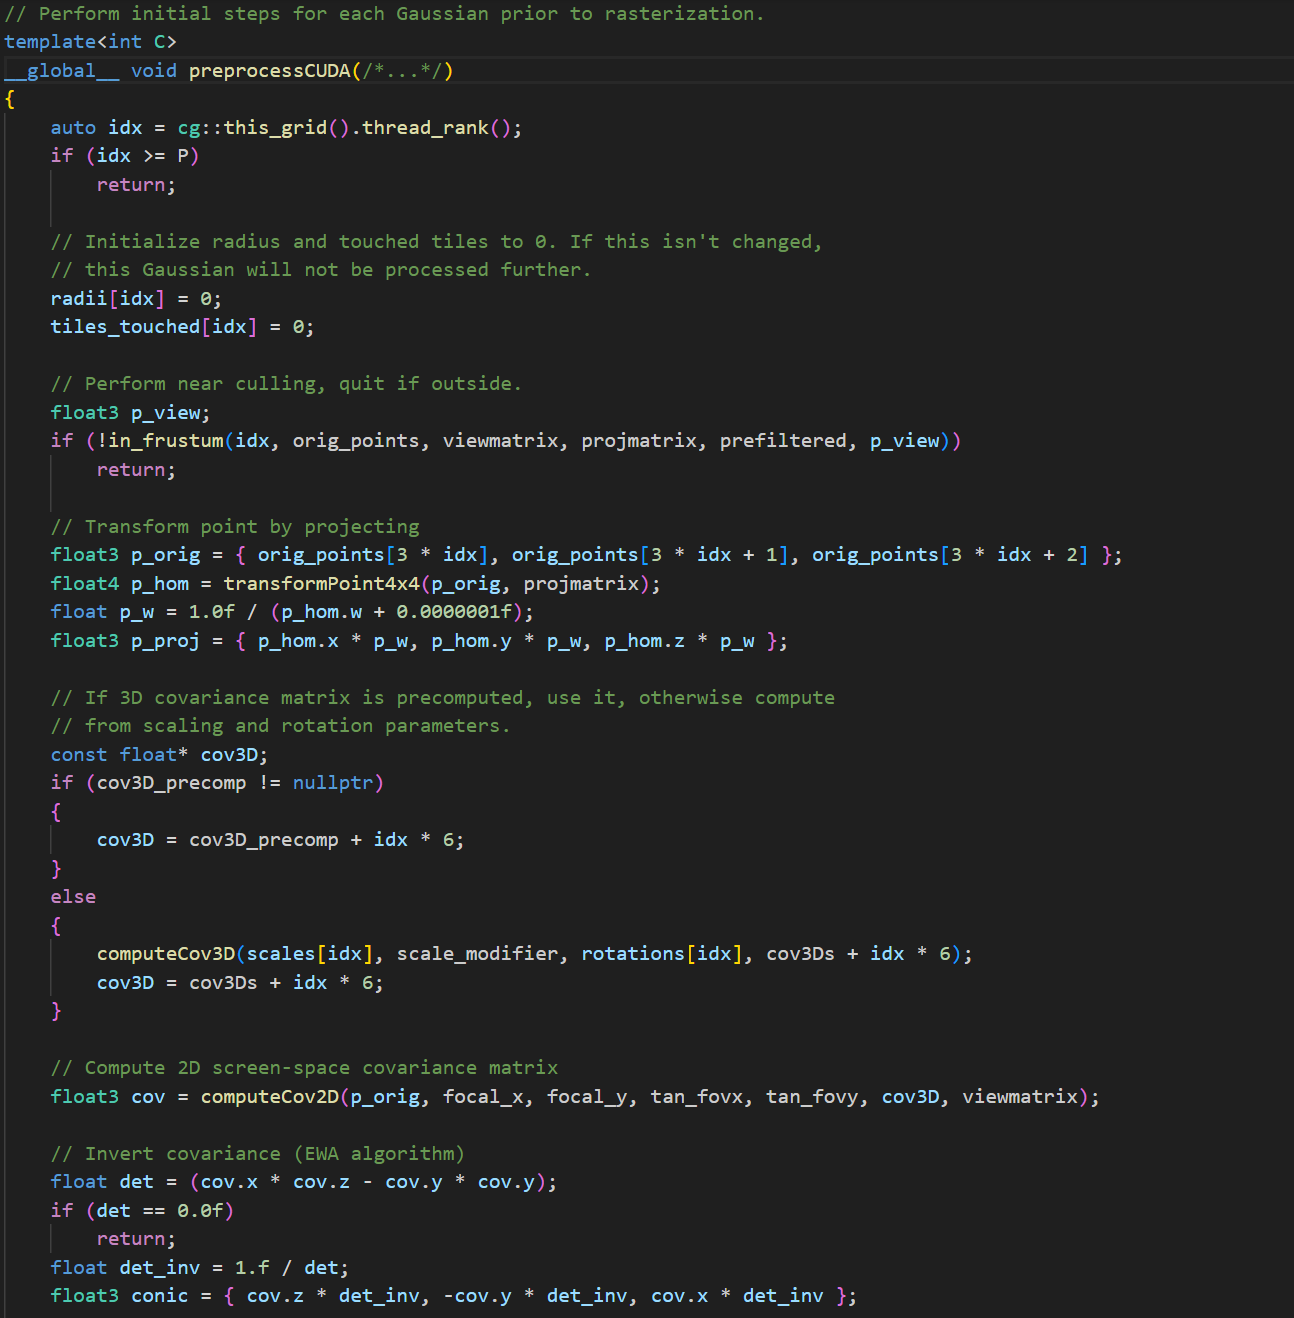 // Perform initial steps for each Gaussian prior to rasterization.
template<int C>
__global__ void preprocessCUDA(/*...*/)
{
    auto idx = cg::this_grid().thread_rank();
    if (idx >= P)
        return;

    // Initialize radius and touched tiles to 0. If this isn't changed,
    // this Gaussian will not be processed further.
    radii[idx] = 0;
    tiles_touched[idx] = 0;

    // Perform near culling, quit if outside.
    float3 p_view;
    if (!in_frustum(idx, orig_points, viewmatrix, projmatrix, prefiltered, p_view))
        return;

    // Transform point by projecting
    float3 p_orig = { orig_points[3 * idx], orig_points[3 * idx + 1], orig_points[3 * idx + 2] };
    float4 p_hom = transformPoint4x4(p_orig, projmatrix);
    float p_w = 1.0f / (p_hom.w + 0.0000001f);
    float3 p_proj = { p_hom.x * p_w, p_hom.y * p_w, p_hom.z * p_w };

    // If 3D covariance matrix is precomputed, use it, otherwise compute
    // from scaling and rotation parameters.
    const float* cov3D;
    if (cov3D_precomp != nullptr)
    {
        cov3D = cov3D_precomp + idx * 6;
    }
    else
    {
        computeCov3D(scales[idx], scale_modifier, rotations[idx], cov3Ds + idx * 6);
        cov3D = cov3Ds + idx * 6;
    }

    // Compute 2D screen-space covariance matrix
    float3 cov = computeCov2D(p_orig, focal_x, focal_y, tan_fovx, tan_fovy, cov3D, viewmatrix);

    // Invert covariance (EWA algorithm)
    float det = (cov.x * cov.z - cov.y * cov.y);
    if (det == 0.0f)
        return;
    float det_inv = 1.f / det;
    float3 conic = { cov.z * det_inv, -cov.y * det_inv, cov.x * det_inv };